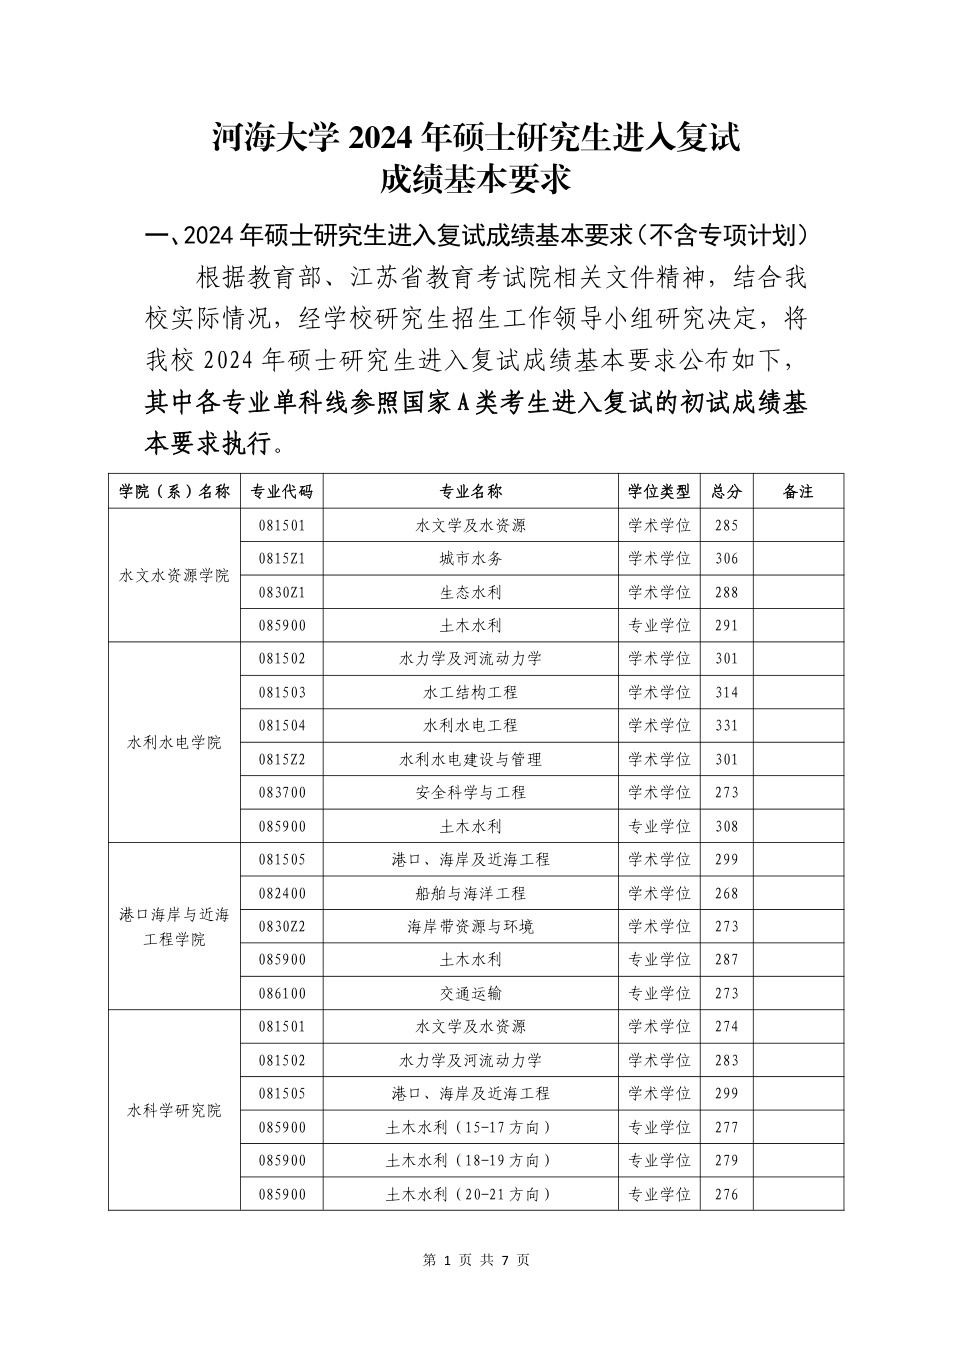 河海大学 2024 年硕士研究生进入复试
成绩基本要求
一、2024 年硕士研究生进入复试成绩基本要求（不含专项计划）
根据教育部、江苏省教育考试院相关文件精神，结合我
校实际情况，经学校研究生招生工作领导小组研究决定，将
我校 2024 年硕士研究生进入复试成绩基本要求公布如下，
其中各专业单科线参照国家 A 类考生进入复试的初试成绩基
本要求执行。
学院（系）名称 专业代码 专业名称 学位类型 总分 备注
水文水资源学院
081501 水文学及水资源 学术学位 285
0815Z1 城市水务 学术学位 306
0830Z1 生态水利 学术学位 288
085900 土木水利 专业学位 291
水利水电学院
081502 水力学及河流动力学 学术学位 301
081503 水工结构工程 学术学位 314
081504 水利水电工程 学术学位 331
0815Z2 水利水电建设与管理 学术学位 301
083700 安全科学与工程 学术学位 273
085900 土木水利 专业学位 308
港口海岸与近海
工程学院
081505 港口、海岸及近海工程 学术学位 299
082400 船舶与海洋工程 学术学位 268
0830Z2 海岸带资源与环境 学术学位 273
085900 土木水利 专业学位 287
086100 交通运输 专业学位 273
水科学研究院
081501 水文学及水资源 学术学位 274
081502 水力学及河流动力学 学术学位 283
081505 港口、海岸及近海工程 学术学位 299
085900 土木水利（15-17 方向） 专业学位 277
085900 土木水利（18-19 方向） 专业学位 279
085900 土木水利（20-21 方向） 专业学位 276
第 1 页 共 7 页